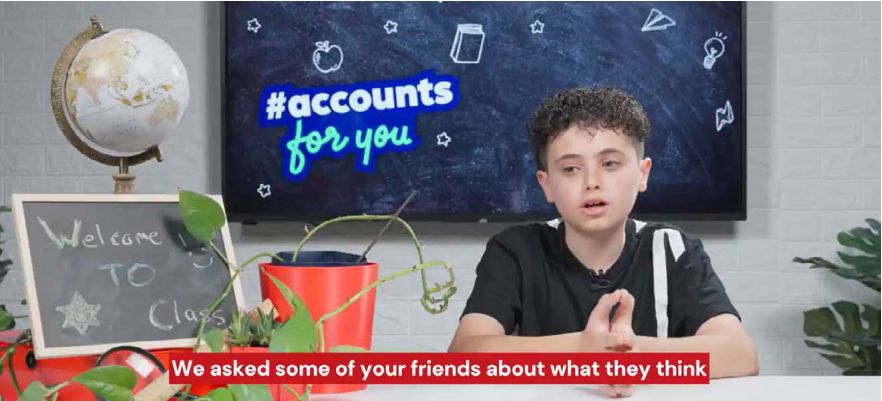 #accounts
for you
Welcome
TO
Class
We asked some of your friends about what they think